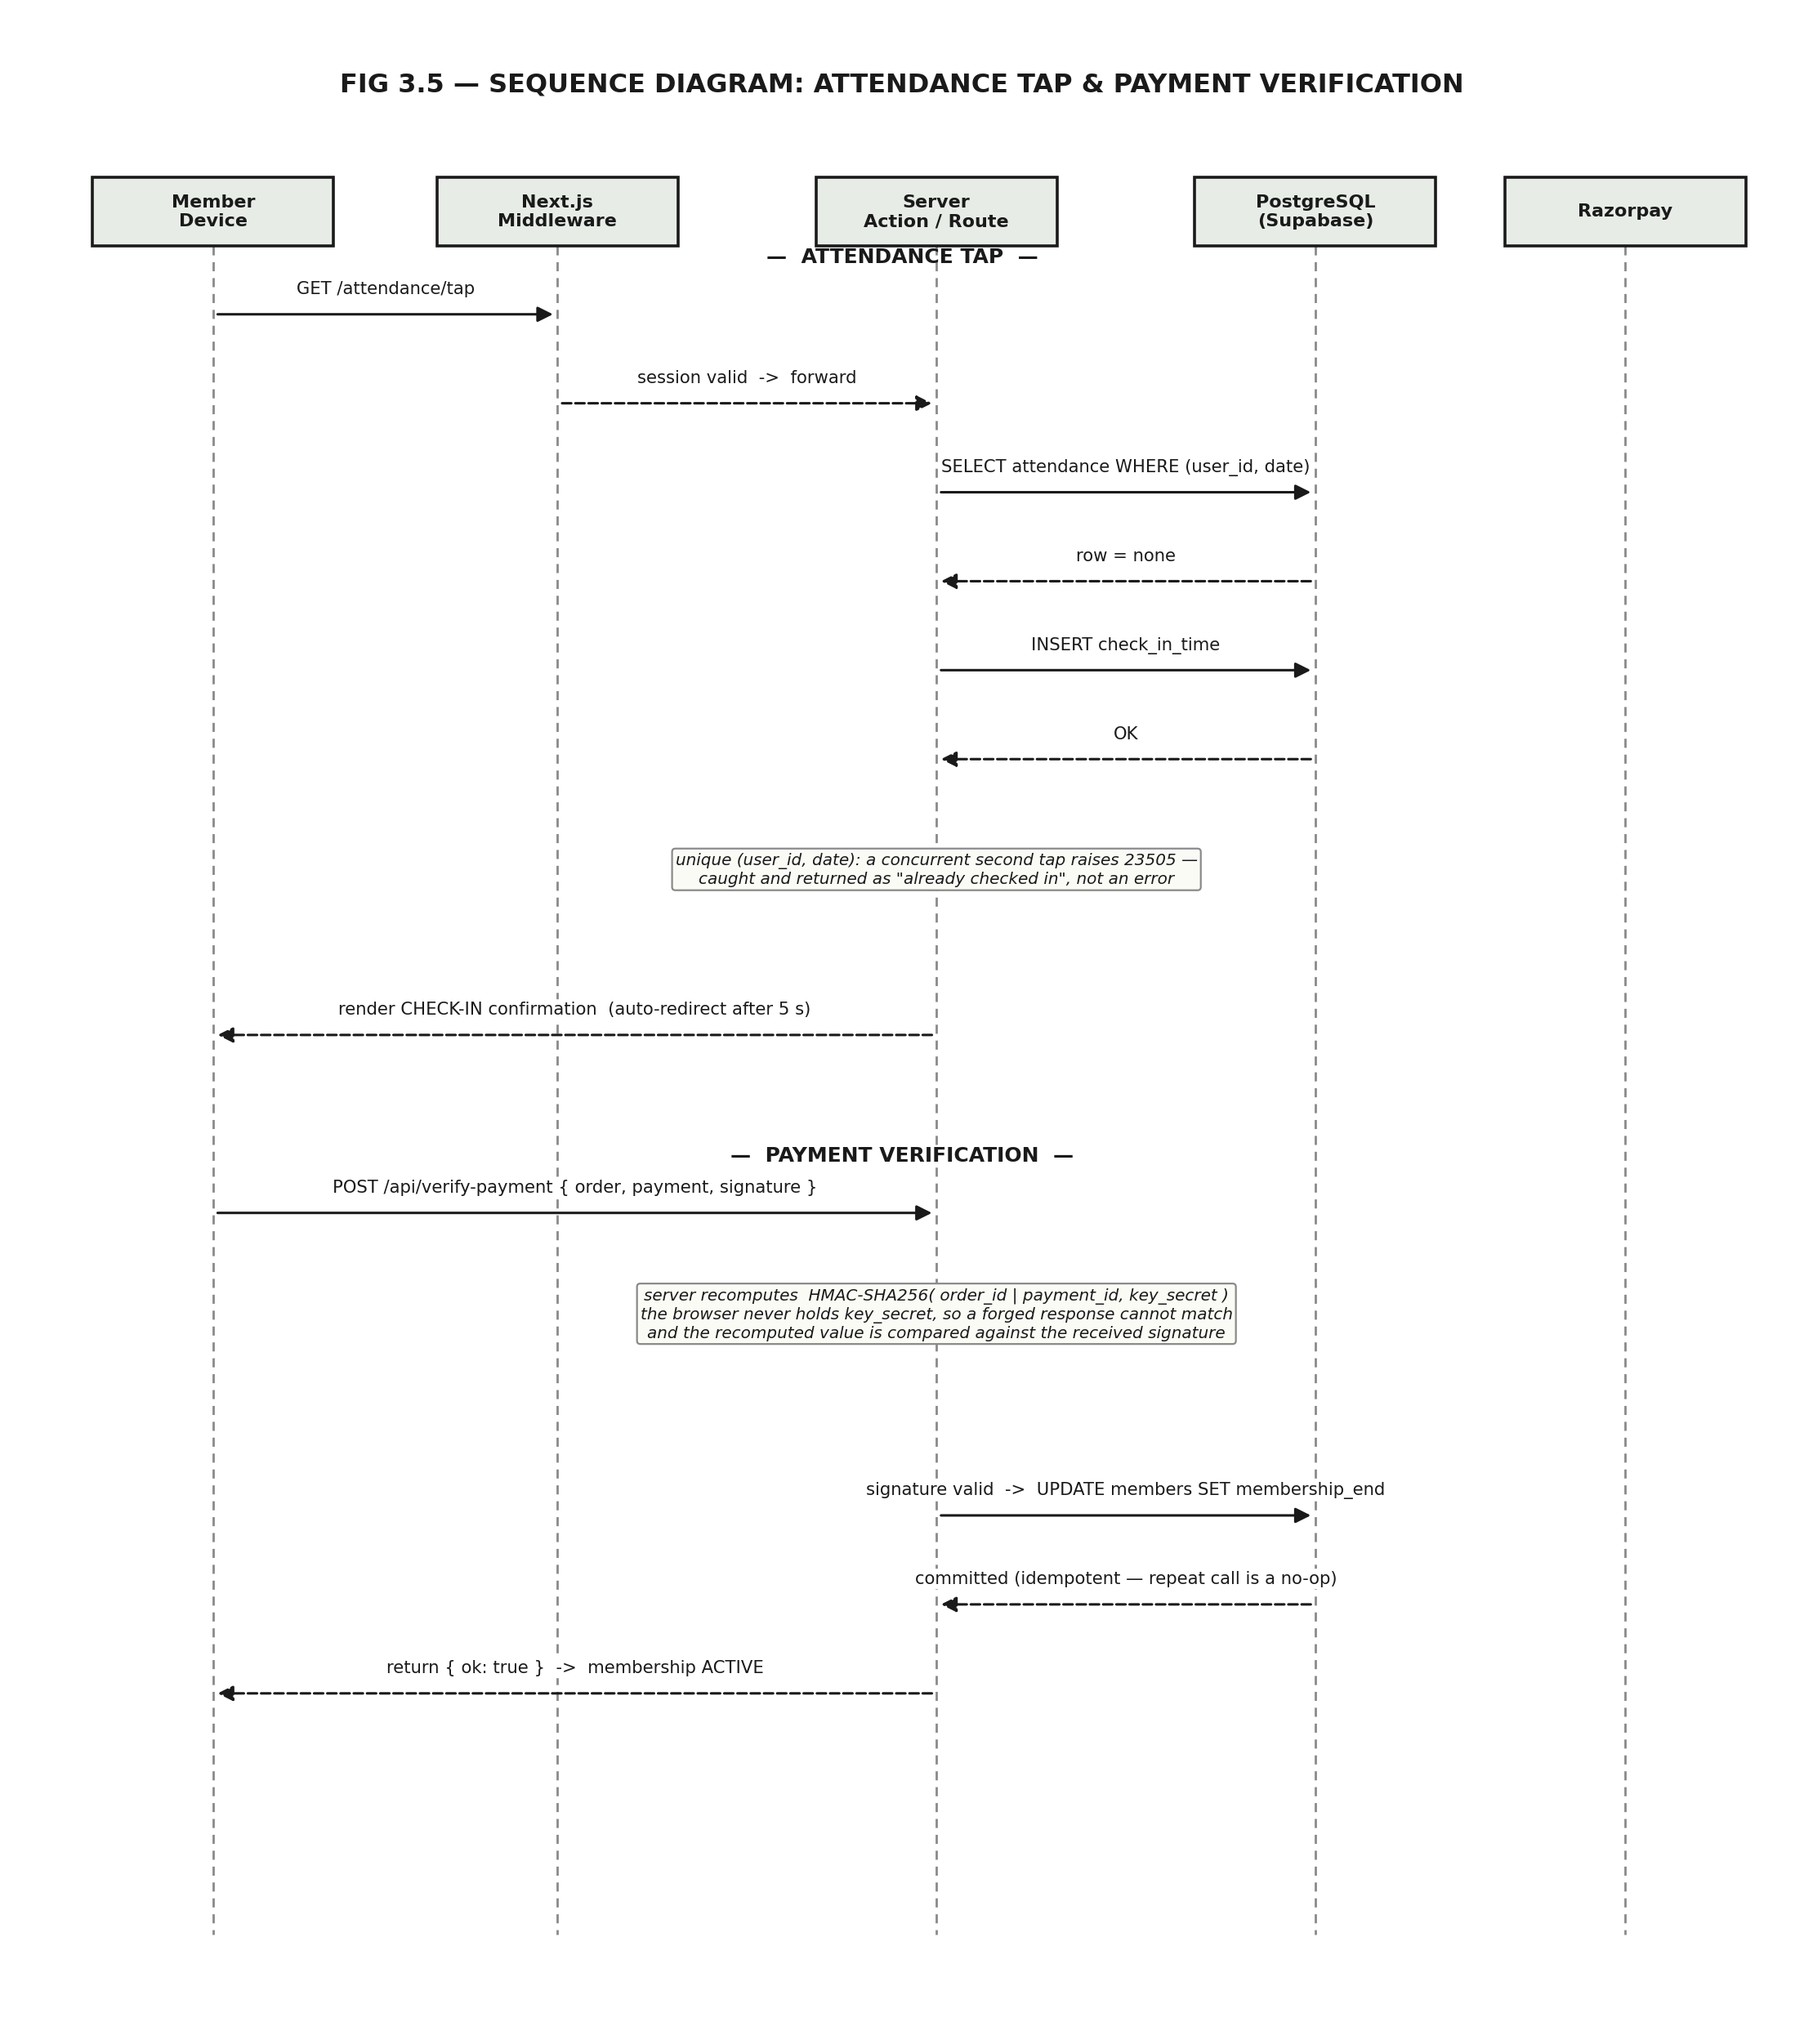 FIG 3.5 — SEQUENCE DIAGRAM: ATTENDANCE TAP & PAYMENT VERIFICATION
Member
Device
Next.js
Middleware
Server
Action / Route
PostgreSQL
(Supabase)
Razorpay
— ATTENDANCE TAP —
GET /attendance/tap
session valid -> forward
SELECT attendance WHERE (user_id, date)
row = none
INSERT check_in_time
OK
unique (user_id, date): a concurrent second tap raises 23505 —
caught and returned as "already checked in", not an error
render CHECK-IN confirmation (auto-redirect after 5 s)
— PAYMENT VERIFICATION —
POST /api/verify-payment { order, payment, signature }
server recomputes HMAC-SHA256( order_id | payment_id, key_secret )
the browser never holds key_secret, so a forged response cannot match
and the recomputed value is compared against the received signature
signature valid -> UPDATE members SET membership_end
committed (idempotent — repeat call is a no-op)
return { ok: true } -> membership ACTIVE